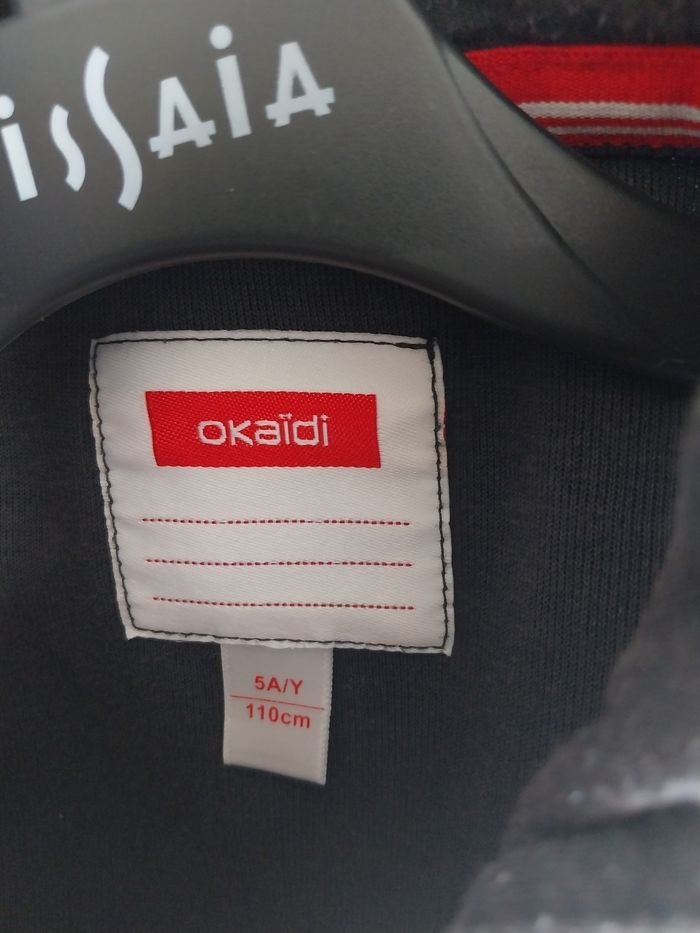 issaia
okaïdi
5A/Y
110cm